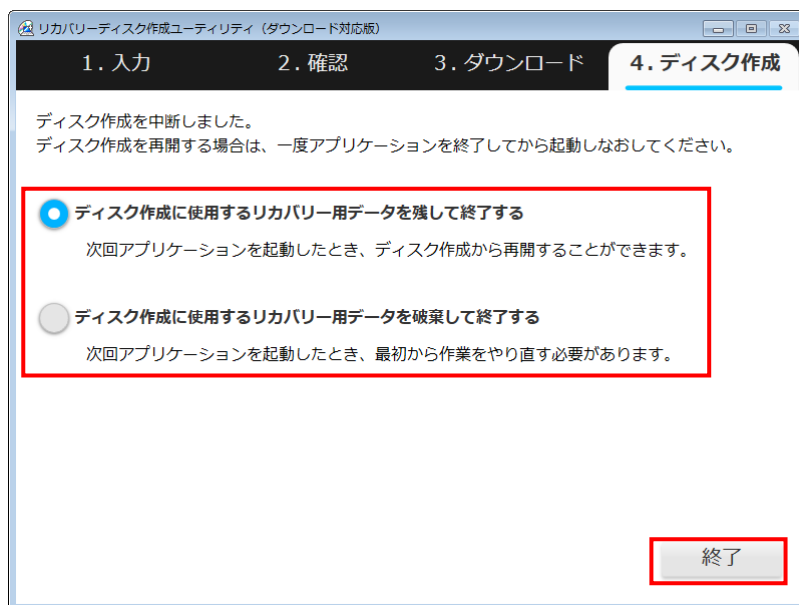 リカバリーディスク作成ユーティリティ（ダウンロード対応版）
1. 入力
2. 確認
3. ダウンロード
4. ディスク作成
ディスク作成を中断しました。
ディスク作成を再開する場合は、一度アプリケーションを終了してから起動しなおしてください。
ディスク作成に使用するリカバリー用データを残して終了する
次回アプリケーションを起動したとき、ディスク作成から再開することができます。
ディスク作成に使用するリカバリー用データを破棄して終了する
次回アプリケーションを起動したとき、最初から作業をやり直す必要があります。
終了